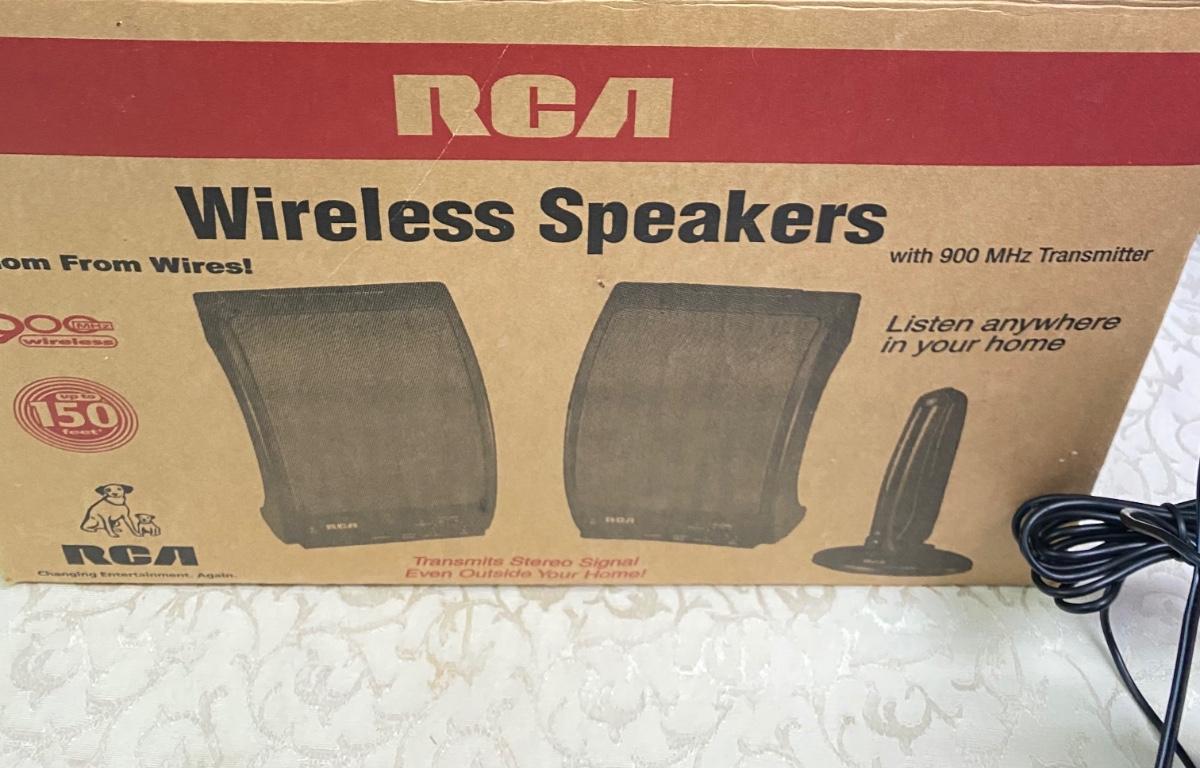 RCA
Wireless Speakers
with 900 MHz Transmitter
From Wires!
900 MHz
wireless
Listen anywhere
in your home
up to
150
feet*
RCA
RCA
RCA
Changing Entertainment. Again.
Transmits Stereo Signal
Even Outside Your Home!